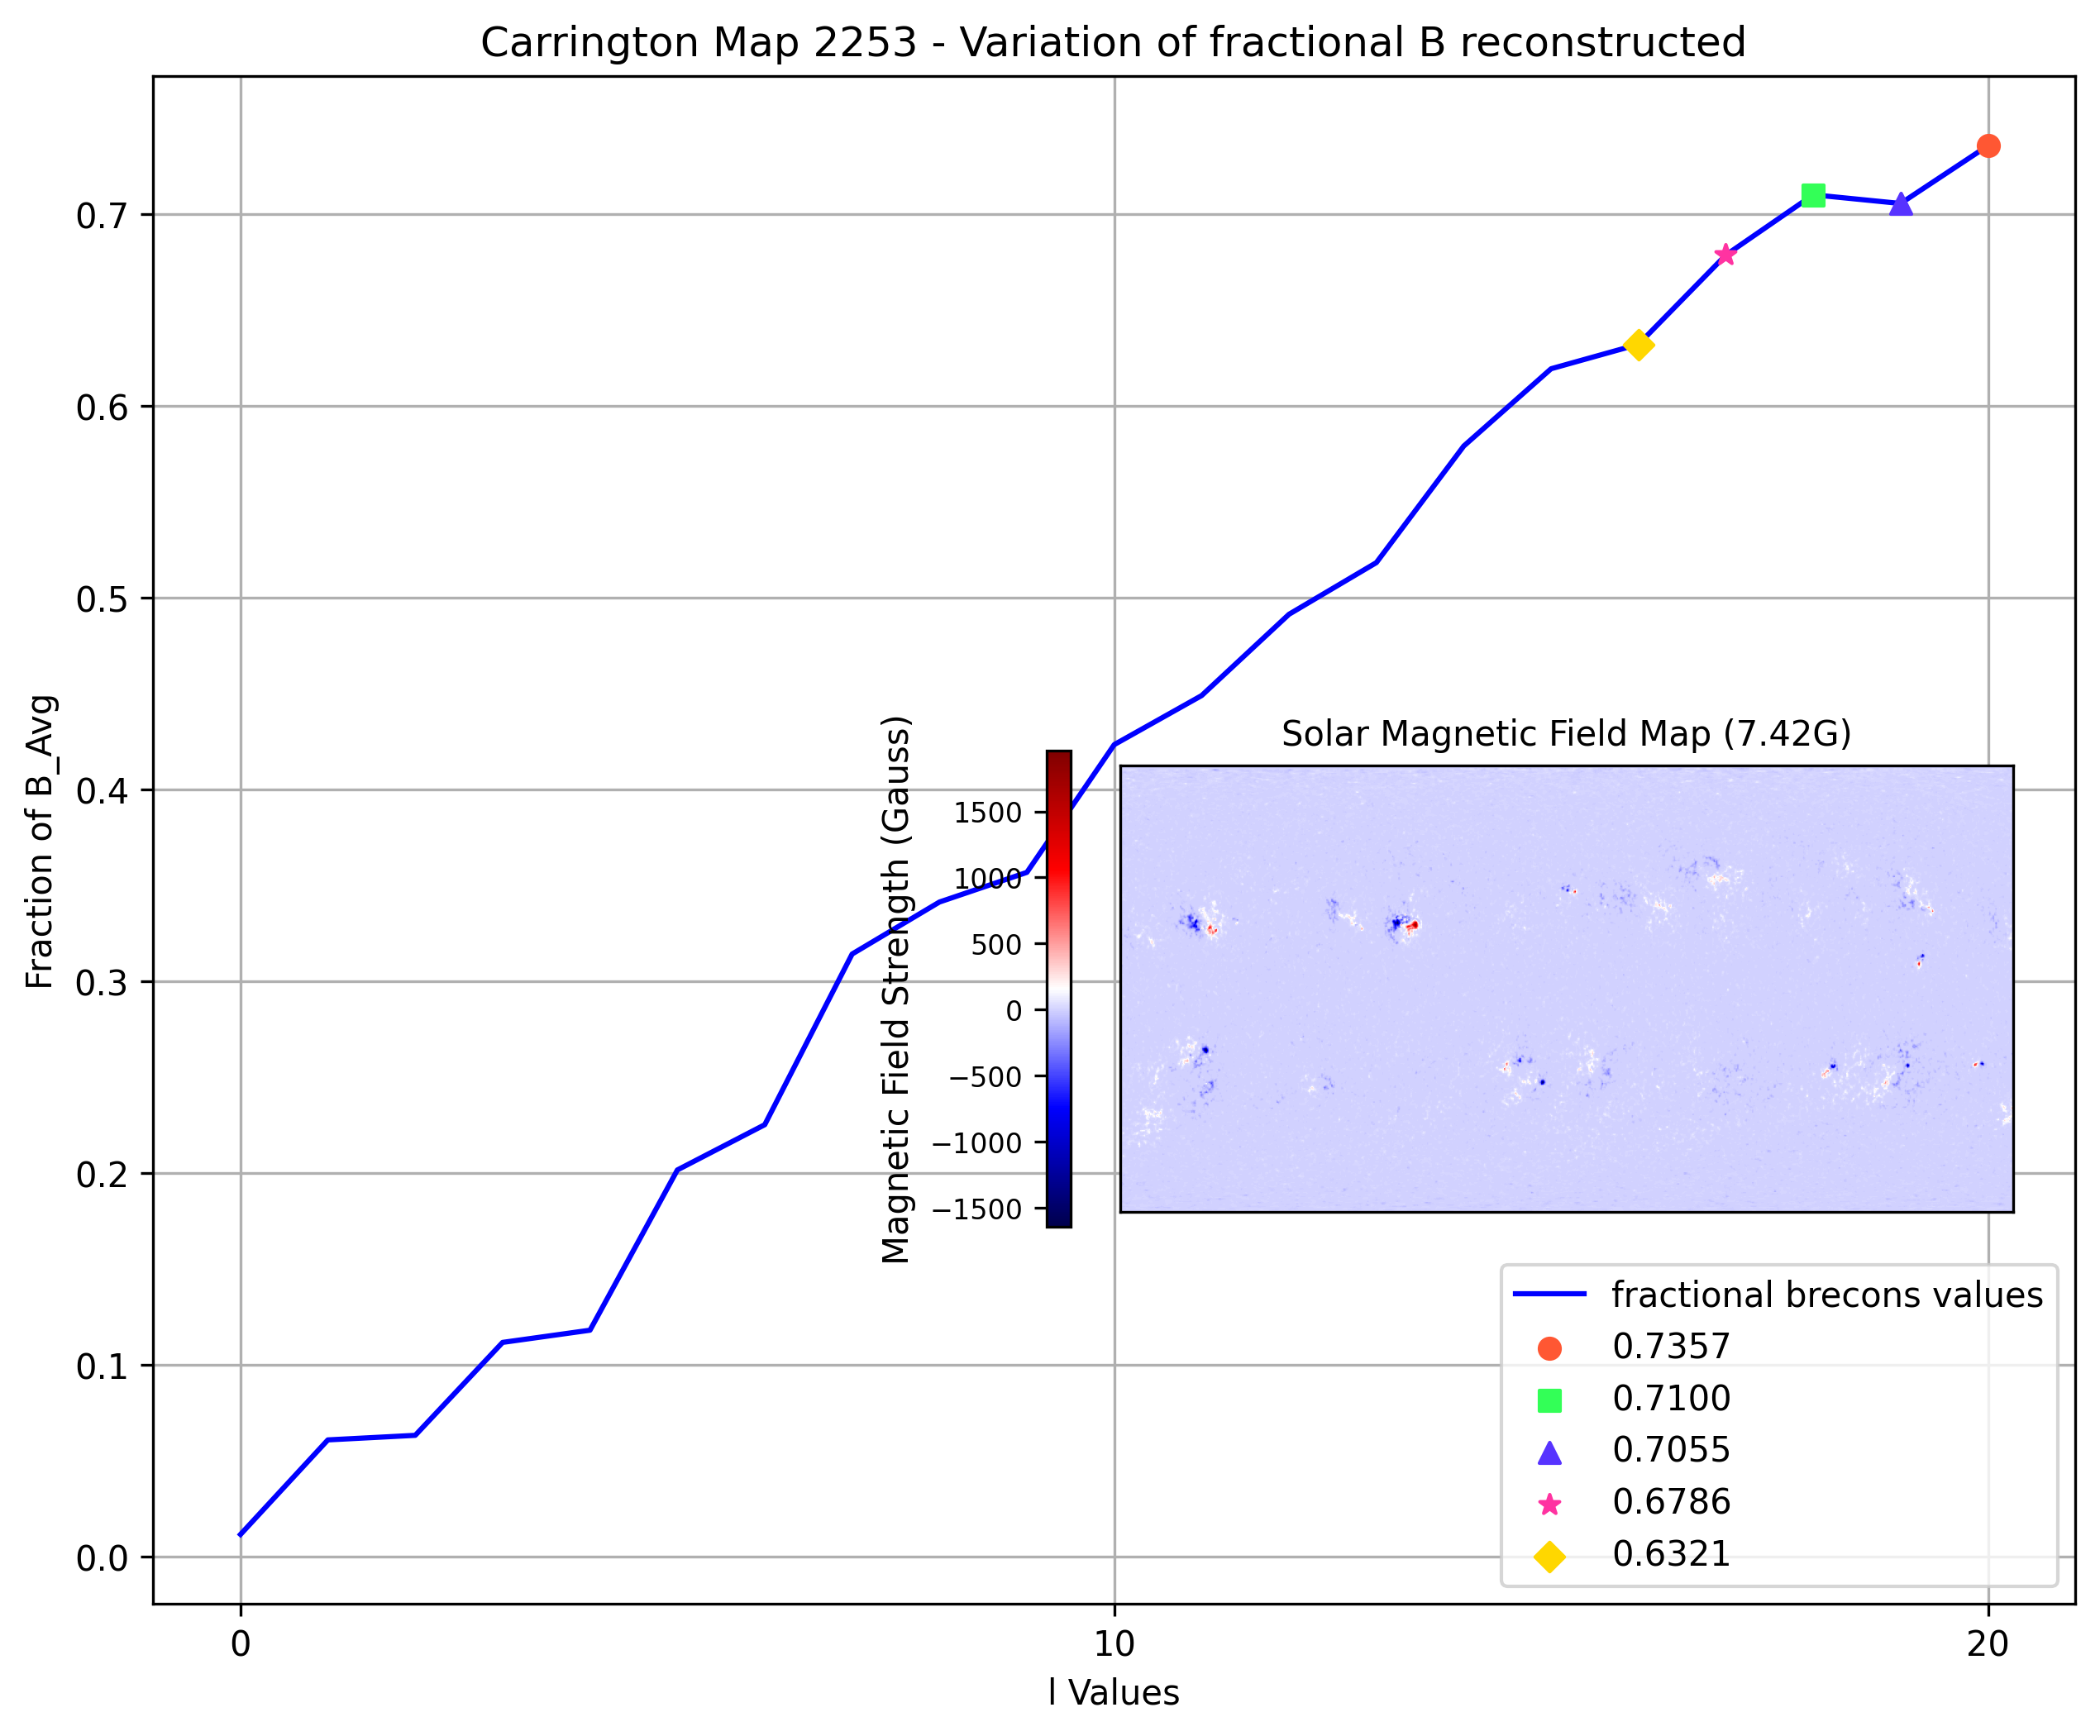 Carrington Map 2253 - Variation of fractional B reconstructed
Fraction of B_Avg
0.7
0.6
0.5
0.4
0.3
0.2
0.1
0.0
Magnetic Field Strength (Gauss)
1500
1000
500
0
−500
−1000
−1500
Solar Magnetic Field Map (7.42G)
fractional brecons values
0.7357
0.7100
0.7055
0.6786
0.6321
0 10 20
l Values